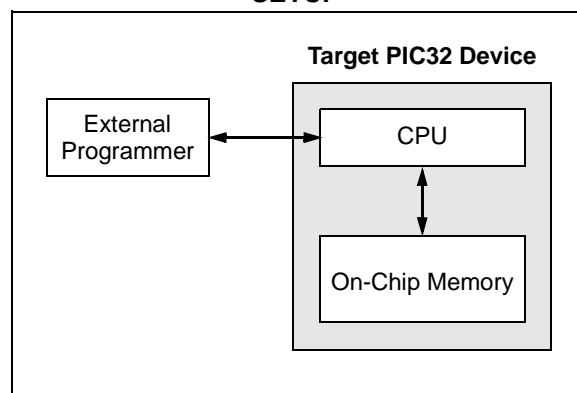 Target PIC32 Device
External
Programmer
CPU
On-Chip Memory